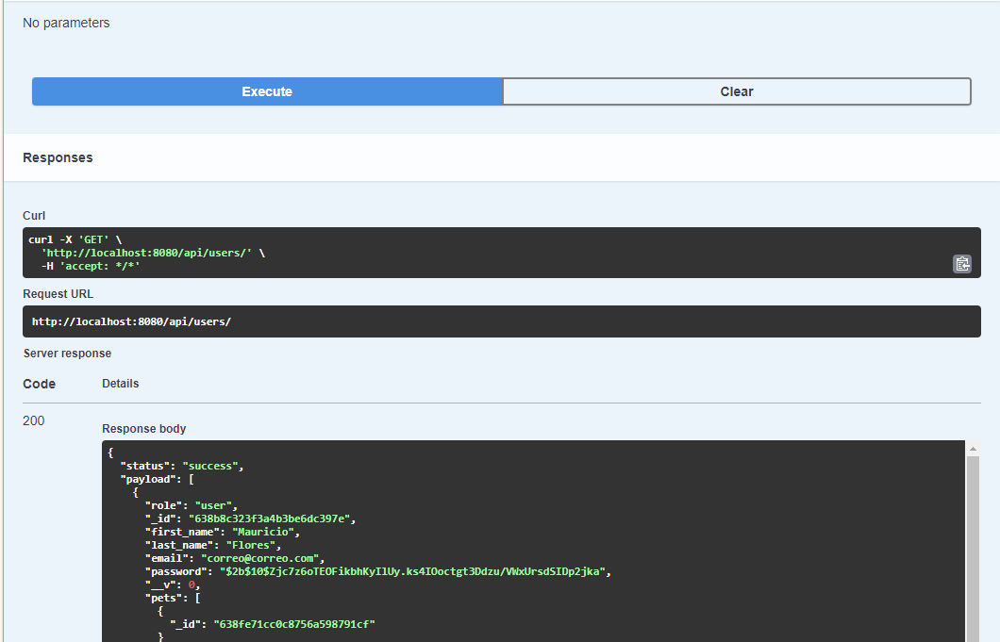 No parameters
Execute
Clear
Responses
Curl
curl -X 'GET' \
  'http://localhost:8080/api/users/' \
  -H 'accept: */*'
Request URL
http://localhost:8080/api/users/
Server response
Code Details
200
Response body
{
  "status": "success",
  "payload": [
    {
      "role": "user",
      "_id": "638b8c323f3a4b3be6dc397e",
      "first_name": "Mauricio",
      "last_name": "Flores",
      "email": "correo@correo.com",
      "password": "$2b$10$Zjc7z6oTEOFikbhKyIlUy.ks4IOoctgt3Ddzu/VWxUrsdSIDp2jka",
      "__v": 0,
      "pets": [
        {
          "_id": "638fe71cc0c8756a598791cf"
        }